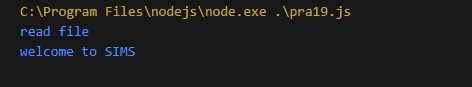 C:\Program Files\nodejs\node.exe .\pra19.js
read file
welcome to SIMS